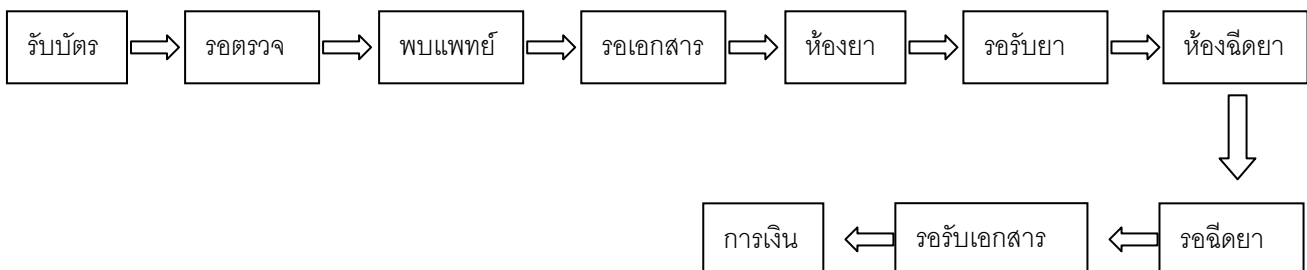 รับบัตร
รอตรวจ
พบแพทย์
รอเอกสาร
ห้องยา
รอรับยา
ห้องฉีดยา
รอฉีดยา
รอรับเอกสาร
การเงิน